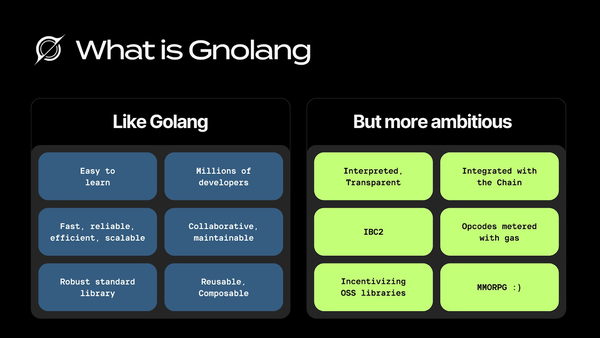 What is Gnolang
Like Golang
Easy to
learn
Millions of
developers
Fast, reliable,
efficient, scalable
Collaborative,
maintainable
Robust standard
library
Reusable,
Composable
But more ambitious
Interpreted,
Transparent
Integrated with
the Chain
IBC2
Opcodes metered
with gas
Incentivizing
OSS libraries
MMORPG :)